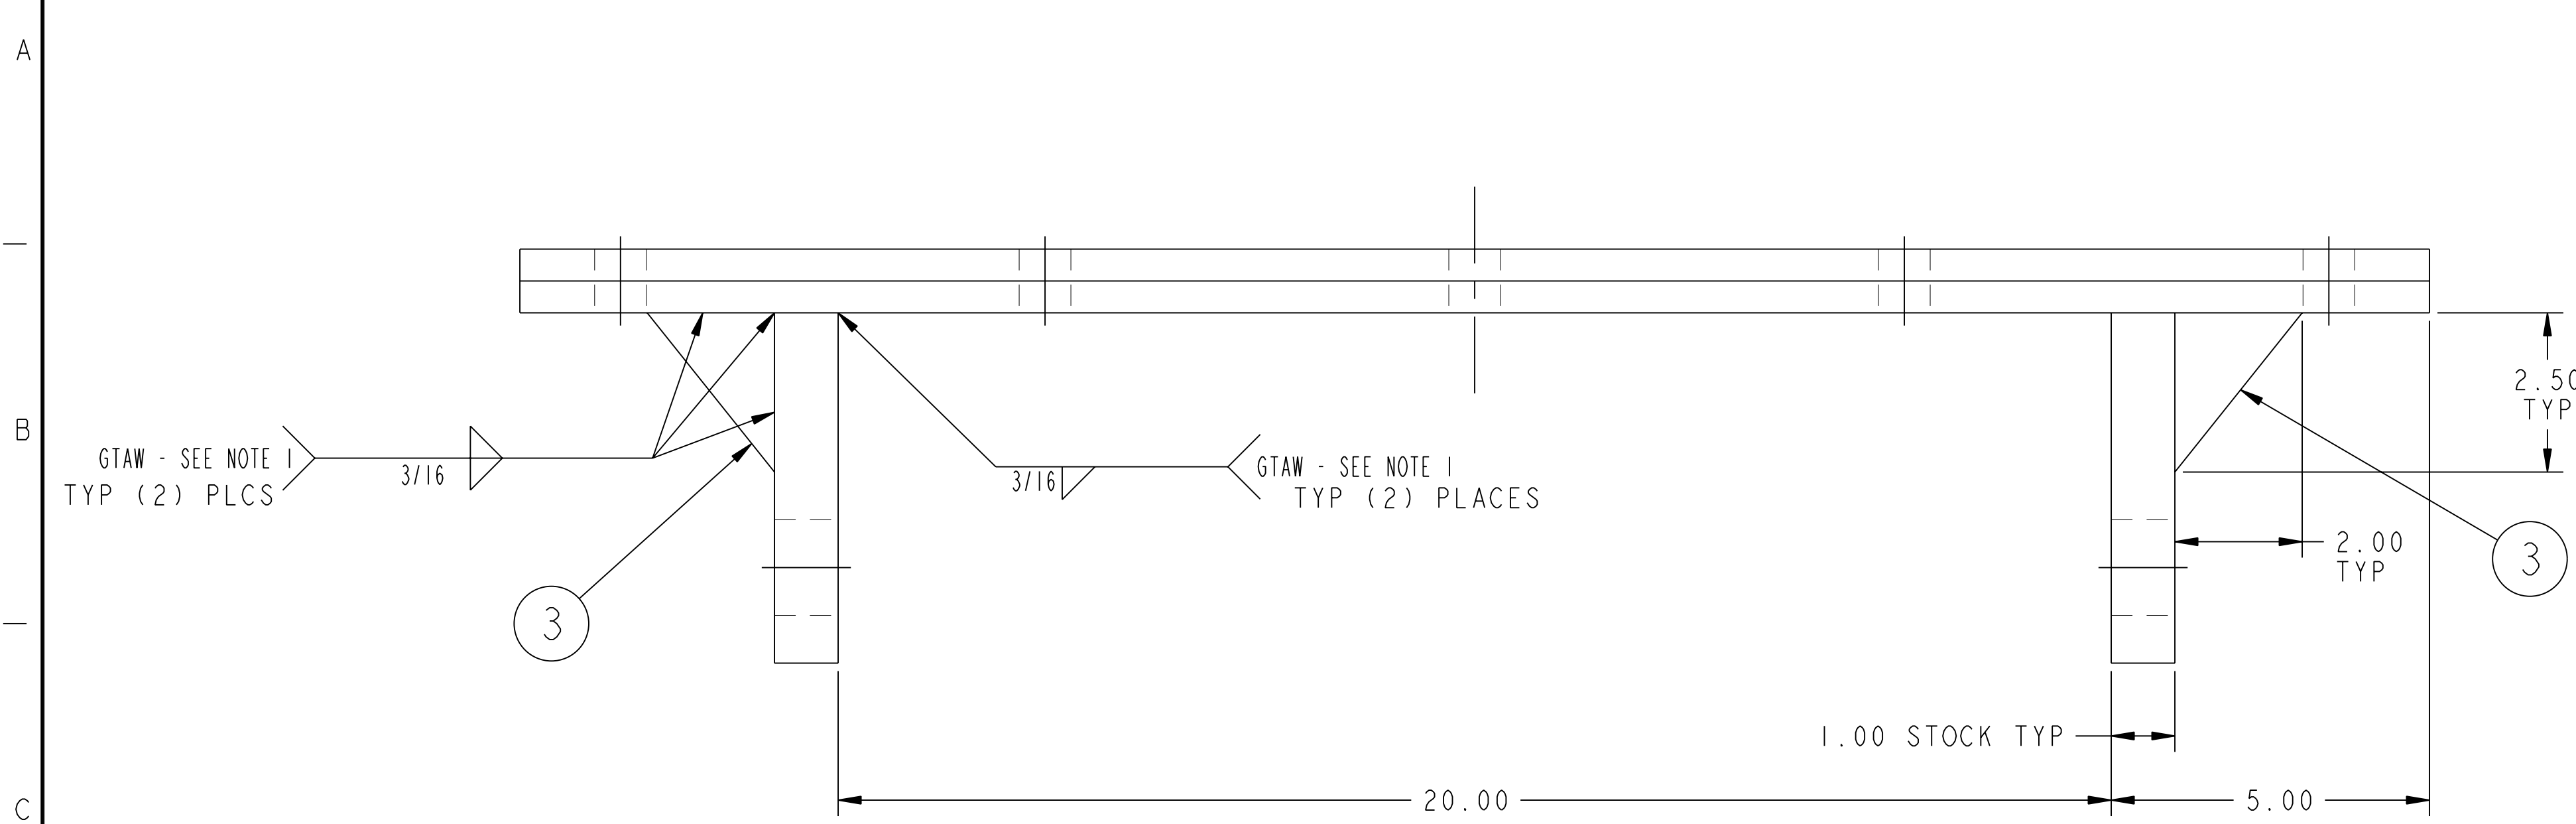 A
B
C
GTAW - SEE NOTE 1
TYP (2) PLCS
3/16
3
3/16
GTAW - SEE NOTE 1
TYP (2) PLACES
2.50
TYP
2.00
TYP
3
1.00 STOCK TYP
20.00
5.00